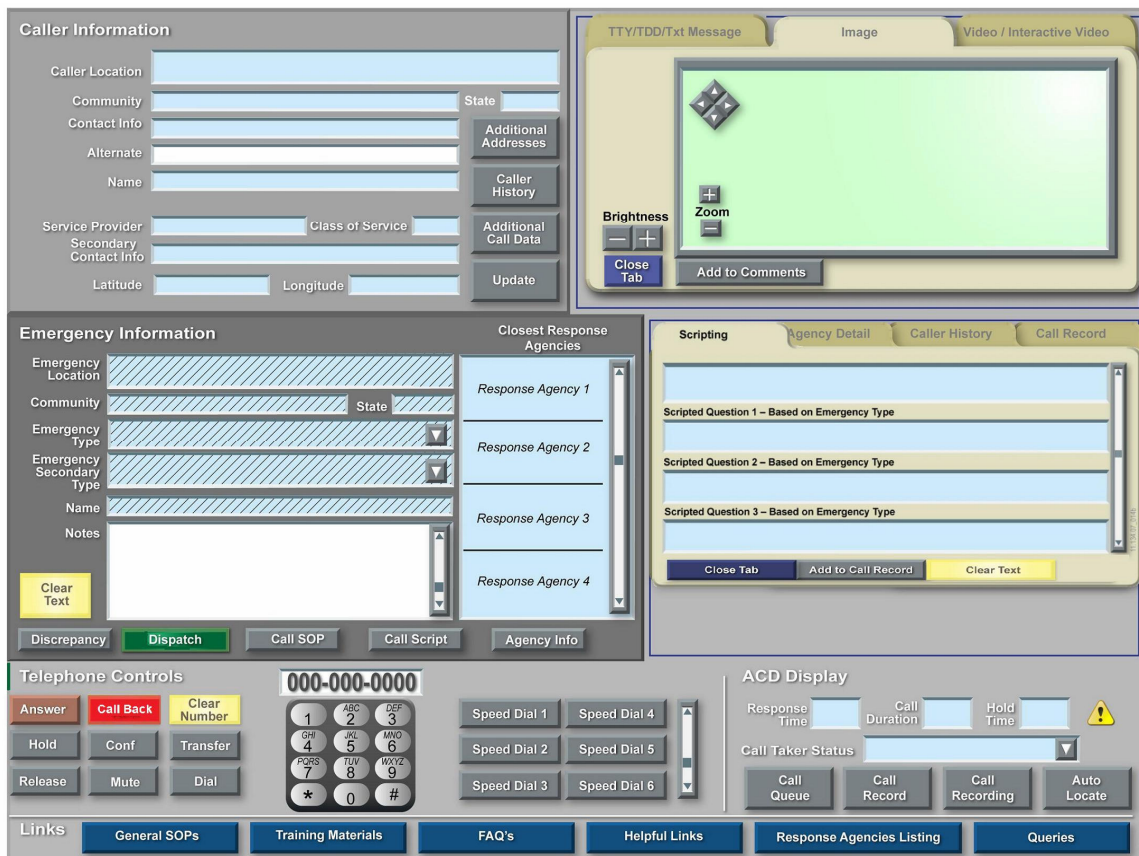 Caller Information
Caller Location
Community
State
Contact Info
Additional
Addresses
Alternate
Name
Caller
History
Service Provider
Class of Service
Additional
Call Data
Secondary
Contact Info
Latitude
Longitude
Update
TTY/TDD/Txt Message
Image
Video / Interactive Video
Brightness
Zoom
Close
Tab
Add to Comments
Emergency Information
Closest Response
Agencies
Emergency
Location
Community
State
Emergency
Type
Emergency
Secondary
Type
Name
Notes
Clear
Text
Response Agency 1
Response Agency 2
Response Agency 3
Response Agency 4
Discrepancy
Dispatch
Call SOP
Call Script
Agency Info
Scripting
Agency Detail
Caller History
Call Record
Scripted Question 1 – Based on Emergency Type
Scripted Question 2 – Based on Emergency Type
Scripted Question 3 – Based on Emergency Type
Close Tab
Add to Call Record
Clear Text
Telephone Controls
Answer
Call Back
Clear
Number
Hold
Conf
Transfer
Release
Mute
Dial
000-000-0000
1
ABC
2
DEF
3
GHI
4
JKL
5
MNO
6
PQRS
7
TUV
8
WXYZ
9
*
0
#
Speed Dial 1
Speed Dial 4
Speed Dial 2
Speed Dial 5
Speed Dial 3
Speed Dial 6
ACD Display
Response
Time
Call
Duration
Hold
Time
Call Taker Status
Call
Queue
Call
Record
Call
Recording
Auto
Locate
Links
General SOPs
Training Materials
FAQ's
Helpful Links
Response Agencies Listing
Queries